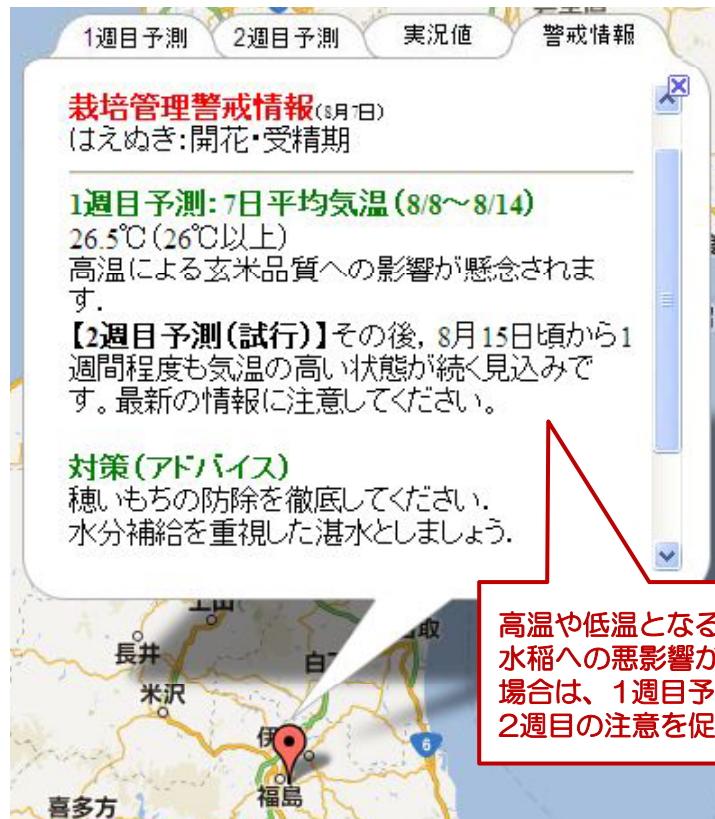 1週目予測 2週目予測 実況値 警戒情報
栽培管理警戒情報(8月7日)
はえぬき:開花・受精期
1週目予測:7日平均気温(8/8~8/14)
26.5℃(26℃以上)
高温による玄米品質への影響が懸念されま
す.
【2週目予測(試行)】その後, 8月15日頃から1
週間程度も気温の高い状態が続く見込みで
す。最新の情報に注意してください。
対策(アドバイス)
穂いもちの防除を徹底してください.
水分補給を重視した湛水としましょう.
高温や低温となる
水稲への悪影響が
場合は、1週目予
2週目の注意を促
長井
米沢
6
福島
喜多方